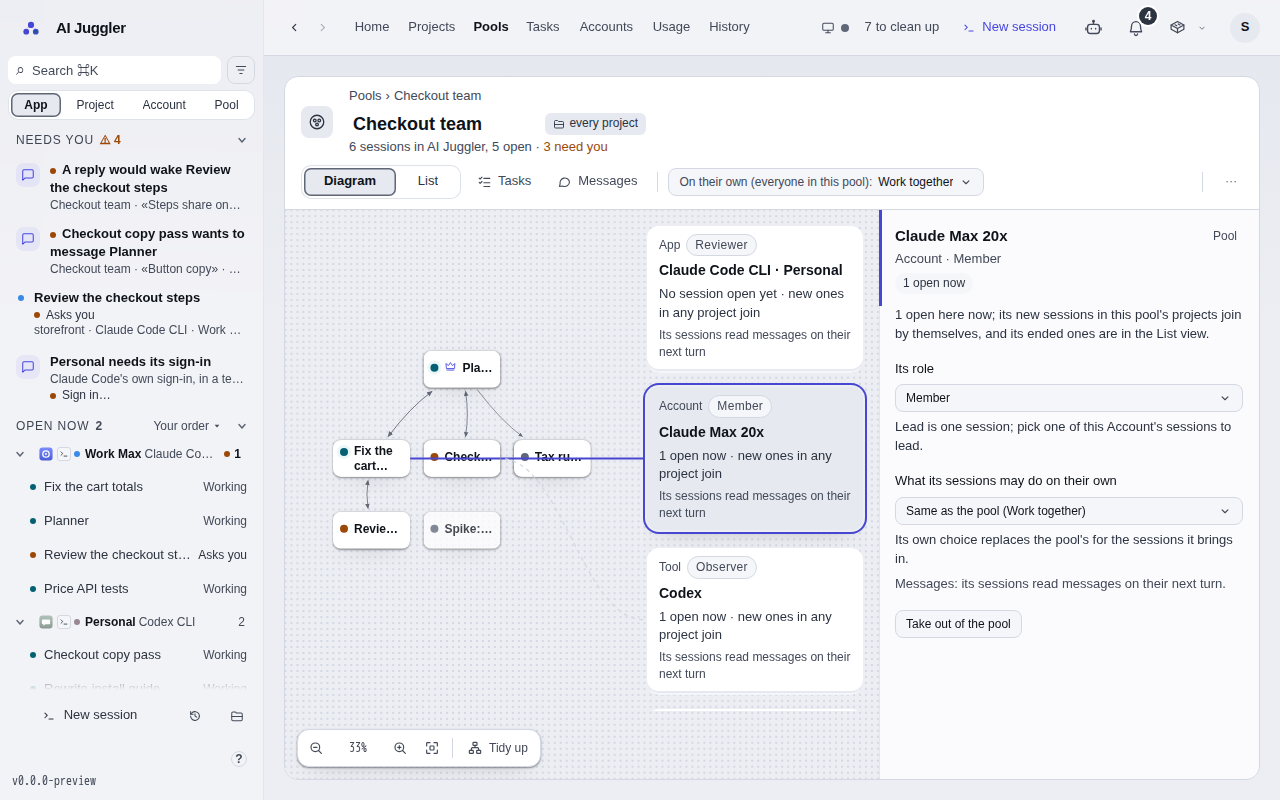 AI Juggler
Search ⌘K
App Project Account Pool
NEEDS YOU 4
A reply would wake Review the checkout steps
Checkout team · «Steps share on…
Checkout copy pass wants to message Planner
Checkout team · «Button copy» · …
Review the checkout steps
Asks you
storefront · Claude Code CLI · Work …
Personal needs its sign-in
Claude Code's own sign-in, in a te…
Sign in…
OPEN NOW 2 Your order
Work Max Claude Co… 1
Fix the cart totals Working
Planner Working
Review the checkout st… Asks you
Price API tests Working
Personal Codex CLI 2
Checkout copy pass Working
Rewrite install guide Working
New session
?
v0.0.0-preview
Home Projects Pools Tasks Accounts Usage History
7 to clean up
New session
4
S
Pools › Checkout team
Checkout team
every project
6 sessions in AI Juggler, 5 open · 3 need you
Diagram List Tasks Messages
On their own (everyone in this pool): Work together
···
Pla…
Fix the cart…
Check…
Tax ru…
Revie…
Spike:…
App Reviewer
Claude Code CLI · Personal
No session open yet · new ones
in any project join
Its sessions read messages on their
next turn
Account Member
Claude Max 20x
1 open now · new ones in any
project join
Its sessions read messages on their
next turn
Tool Observer
Codex
1 open now · new ones in any
project join
Its sessions read messages on their
next turn
33%
Tidy up
Claude Max 20x Pool
Account · Member
1 open now
1 open here now; its new sessions in this pool's projects join
by themselves, and its ended ones are in the List view.
Its role
Member
Lead is one session; pick one of this Account's sessions to
lead.
What its sessions may do on their own
Same as the pool (Work together)
Its own choice replaces the pool's for the sessions it brings
in.
Messages: its sessions read messages on their next turn.
Take out of the pool